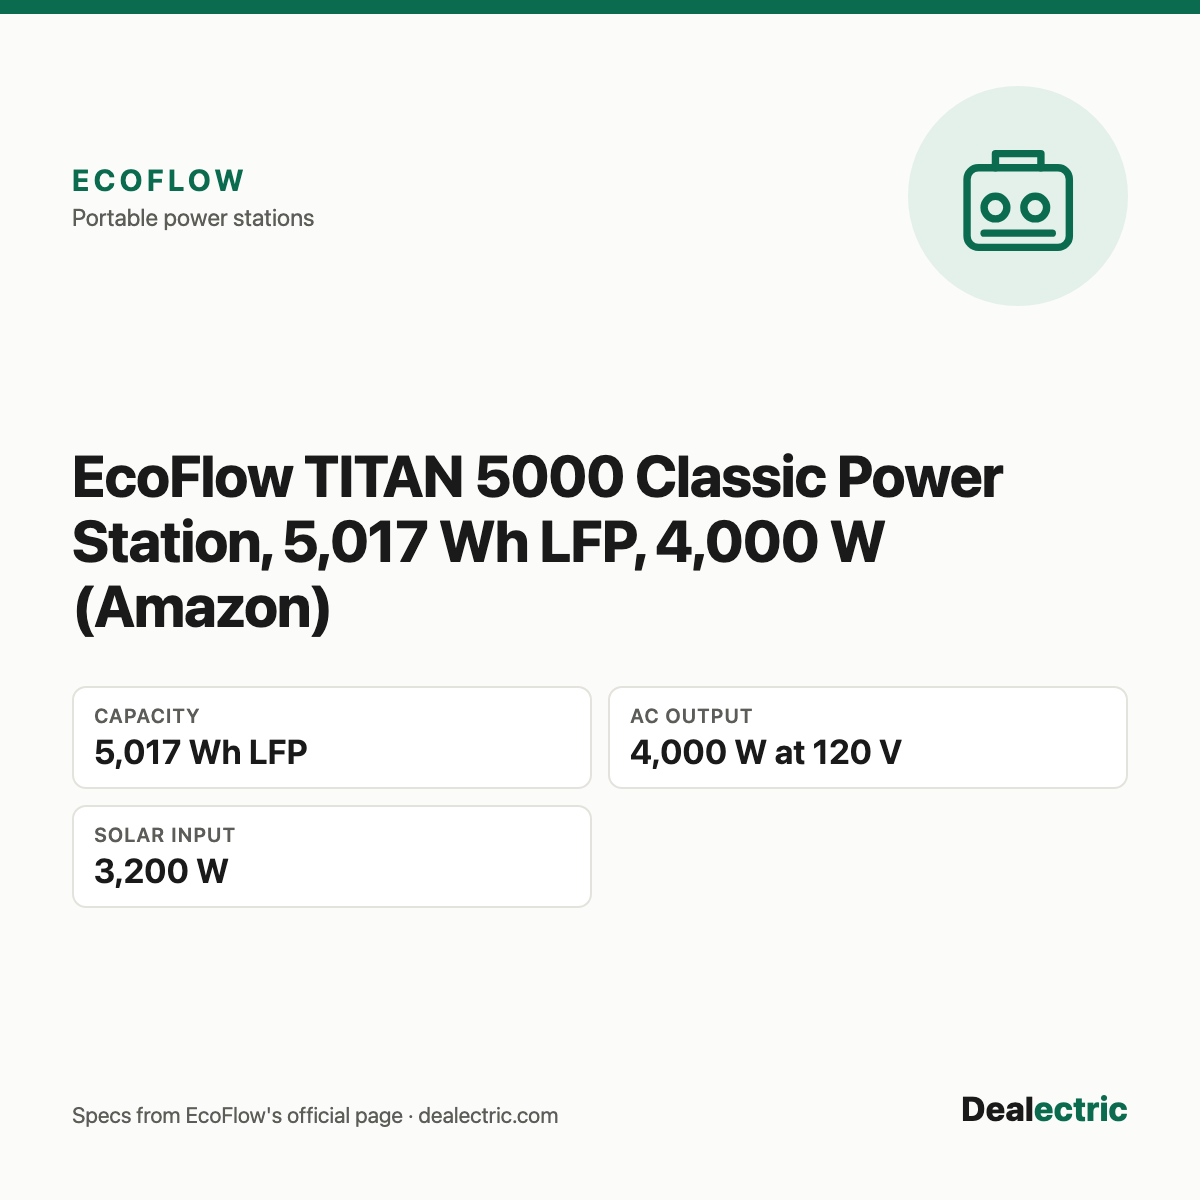 ECOFLOW
Portable power stations
EcoFlow TITAN 5000 Classic Power
Station, 5,017 Wh LFP, 4,000 W
(Amazon)
CAPACITY
5,017 Wh LFP
AC OUTPUT
4,000 W at 120 V
SOLAR INPUT
3,200 W
Specs from EcoFlow's official page · dealectric.com
Dealectric